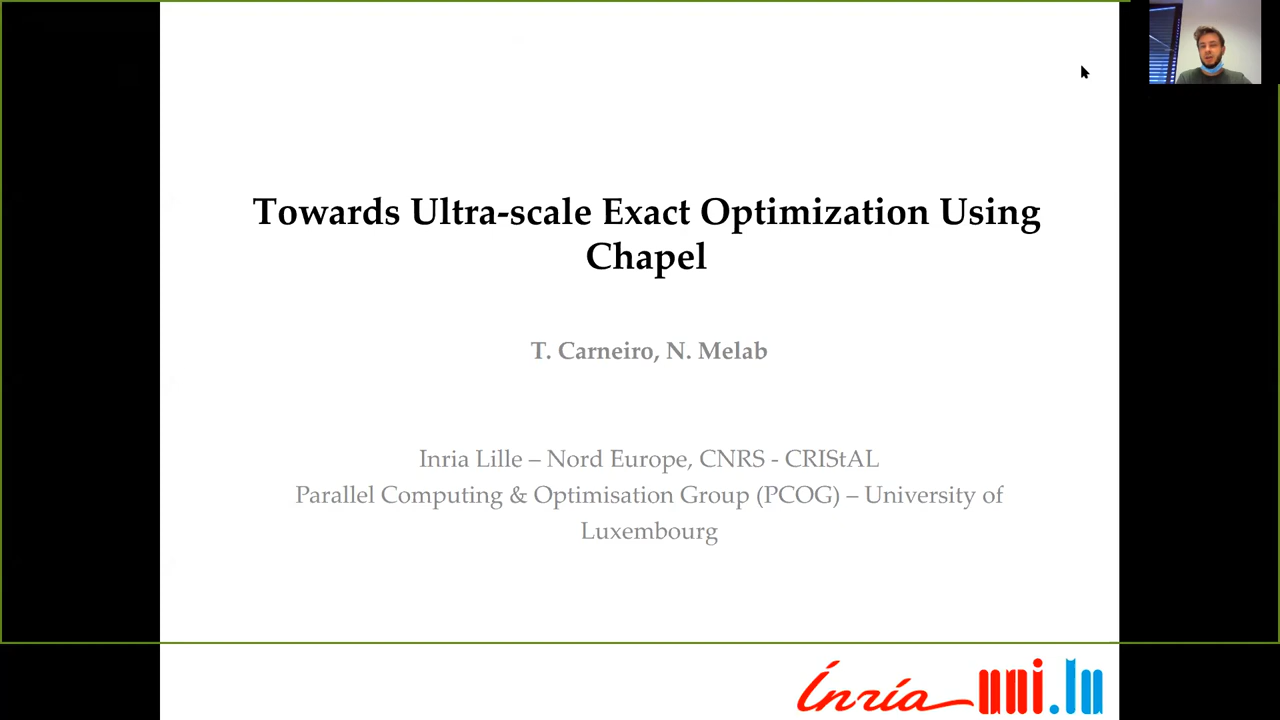 Towards Ultra-scale Exact Optimization Using
Chapel
T. Carneiro, N. Melab
Inria Lille – Nord Europe, CNRS - CRIStAL
Parallel Computing & Optimisation Group (PCOG) – University of
Luxembourg
Inria uni.lu